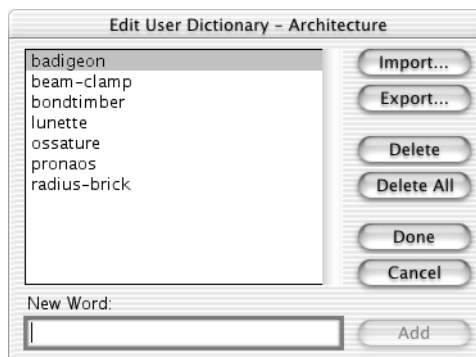 Edit User Dictionary – Architecture
badigeon
beam-clamp
bondtimber
lunette
ossature
pronaos
radius-brick
Import...
Export...
Delete
Delete All
Done
Cancel
New Word:
Add